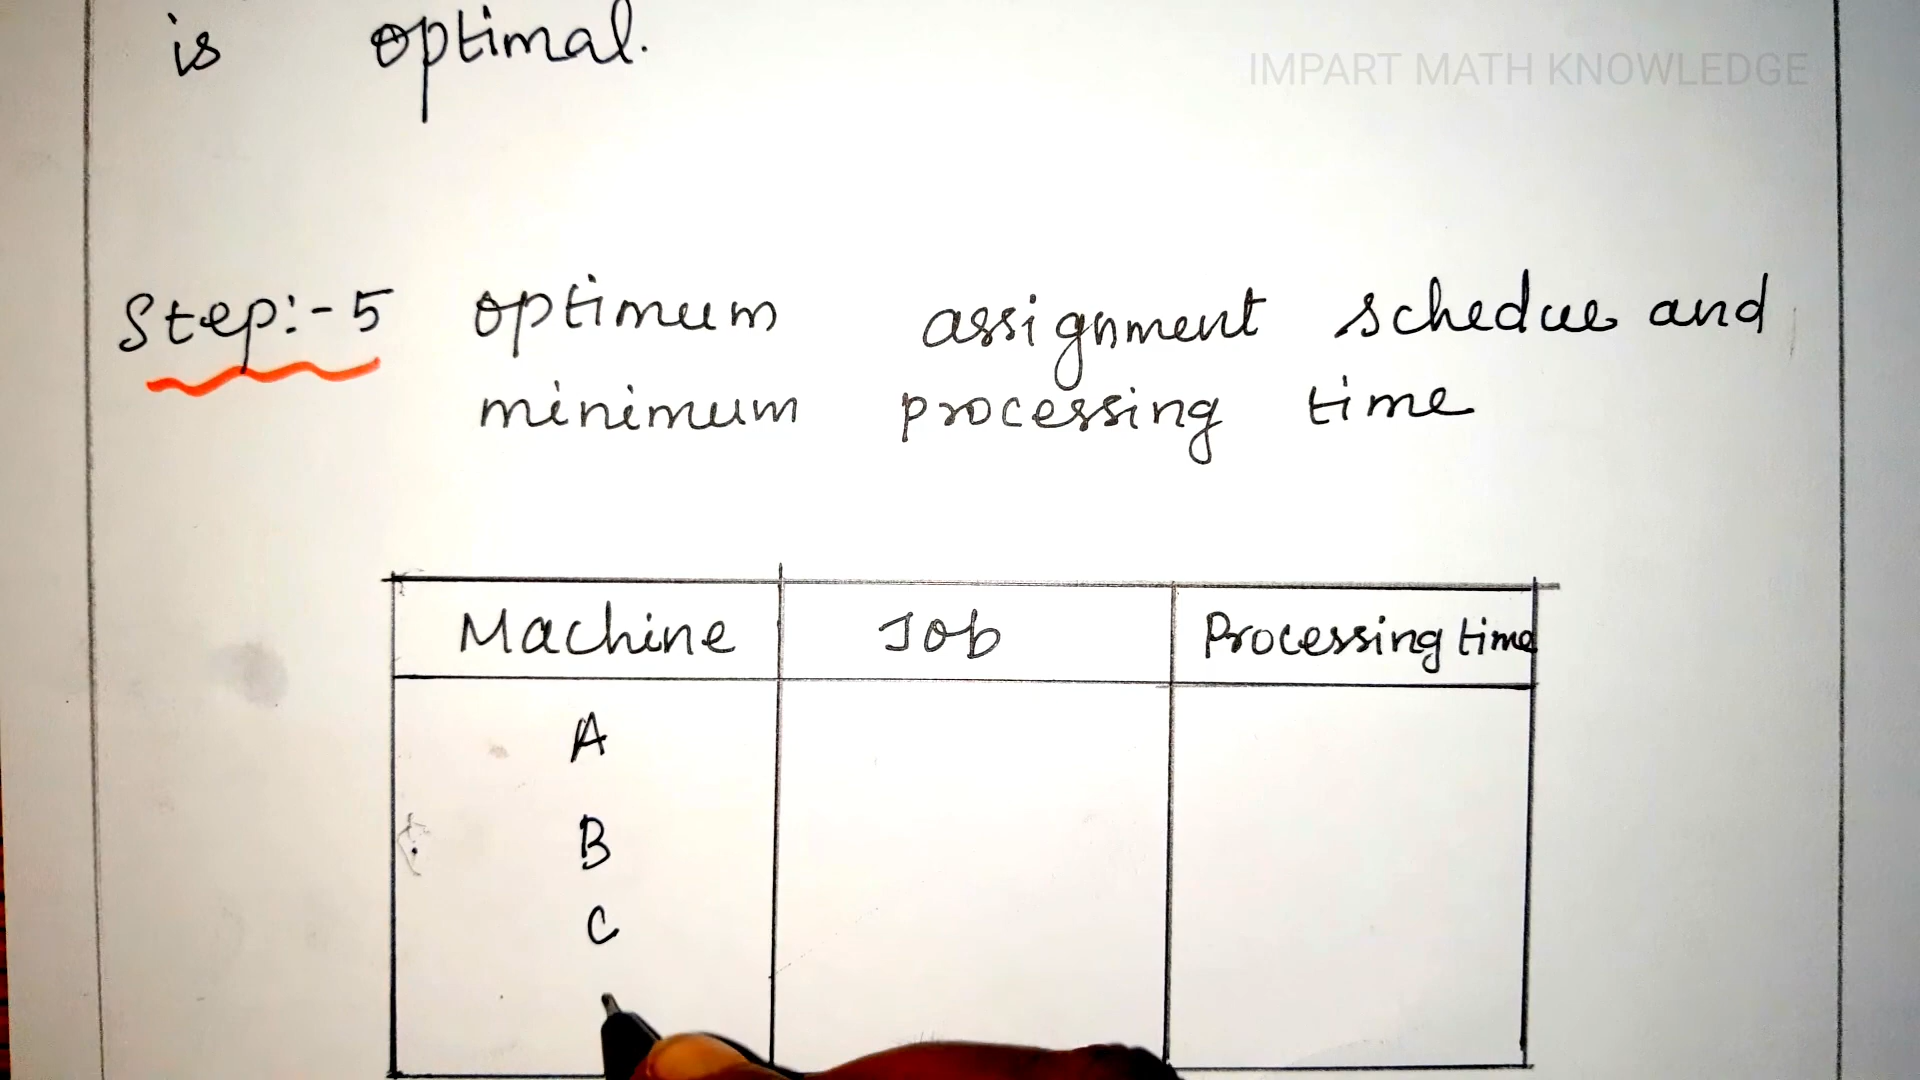 is optimal.
IMPART MATH KNOWLEDGE
Step:-5 optimum assignment schedue and
minimum processing time
Machine Job Processing time
A
B
C